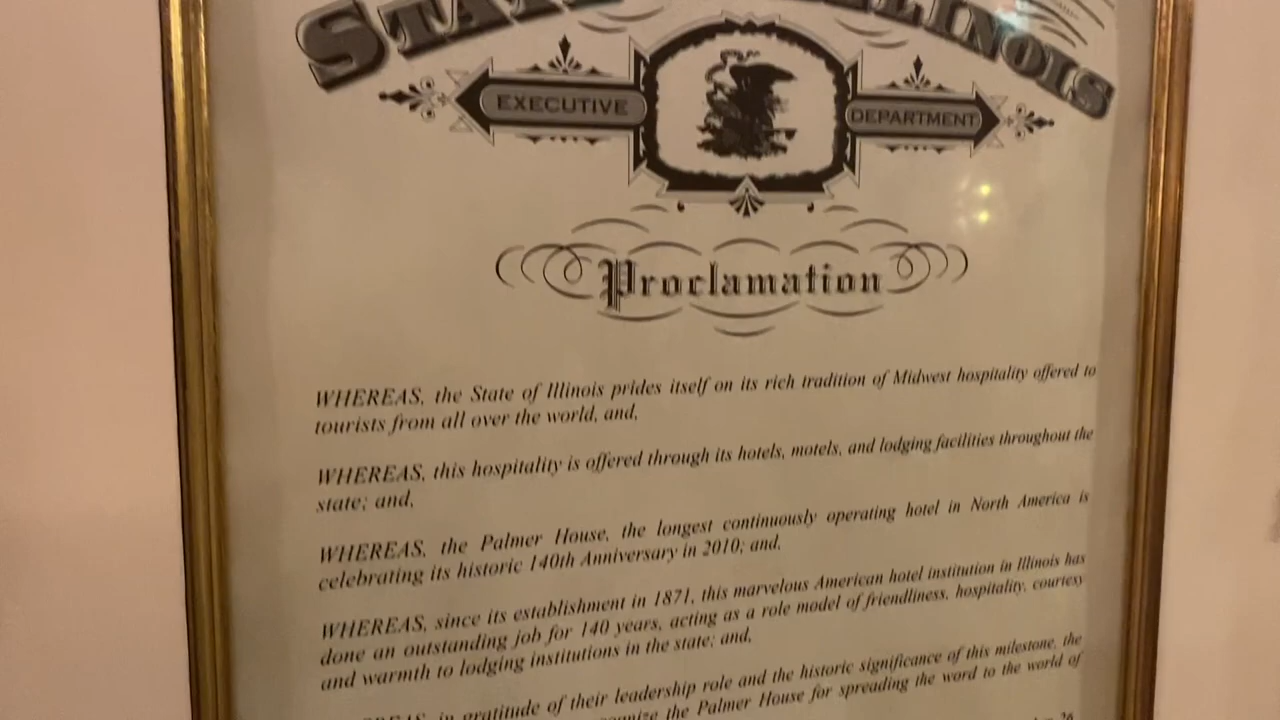 STATE ILLINOIS
EXECUTIVE DEPARTMENT
Proclamation
WHEREAS, the State of Illinois prides itself on its rich tradition of Midwest hospitality offered to
tourists from all over the world, and,
WHEREAS, this hospitality is offered through its hotels, motels, and lodging facilities throughout the
state; and,
WHEREAS, the Palmer House, the longest continuously operating hotel in North America is
celebrating its historic 140th Anniversary in 2010; and,
WHEREAS, since its establishment in 1871, this marvelous American hotel institution in Illinois has
done an outstanding job for 140 years, acting as a role model of friendliness, hospitality, courtesy
and warmth to lodging institutions in the state; and,
in gratitude of their leadership role and the historic significance of this milestone, the
the Palmer House for spreading the word to the world of
26